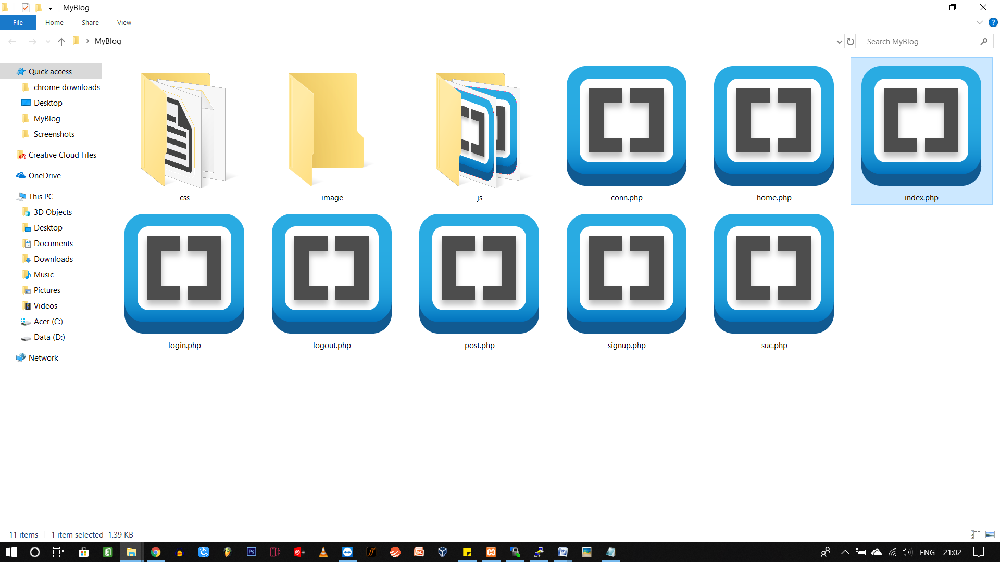 MyBlog
File Home Share View
MyBlog
Search MyBlog
Quick access
chrome downloads
Desktop
MyBlog
Screenshots
Creative Cloud Files
OneDrive
This PC
3D Objects
Desktop
Documents
Downloads
Music
Pictures
Videos
Acer (C:)
Data (D:)
Network
css image js conn.php home.php index.php
login.php logout.php post.php signup.php suc.php
11 items 1 item selected 1.39 KB
Ps ff ENG 21:02